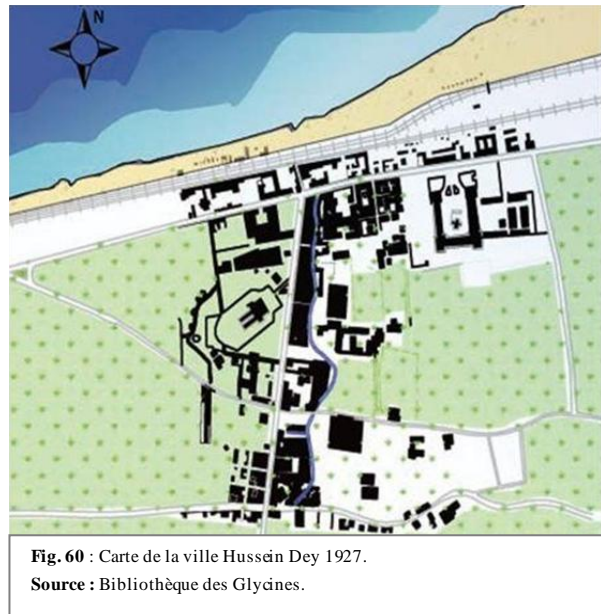 N
Fig. 60 : Carte de la ville Hussein Dey 1927.
Source : Bibliothèque des Glycines.